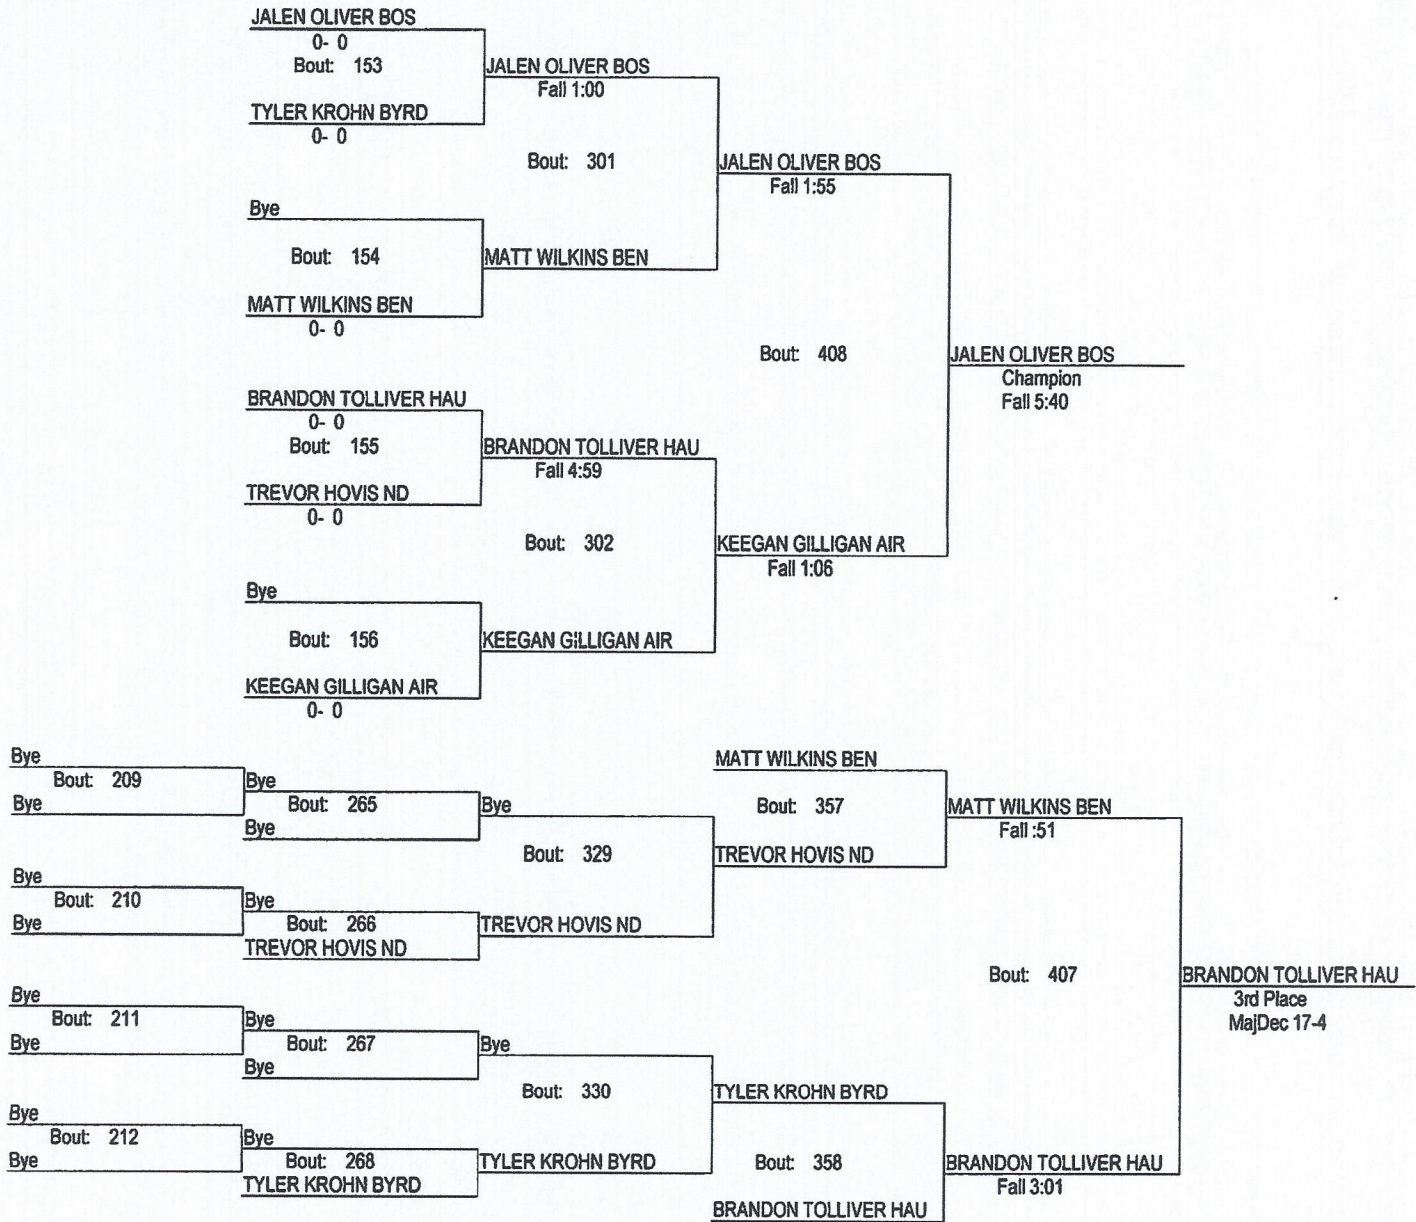 JALEN OLIVER BOS
0- 0
Bout: 153
JALEN OLIVER BOS
Fall 1:00
TYLER KROHN BYRD
0- 0
Bout: 301
JALEN OLIVER BOS
Fall 1:55
Bye
Bout: 154
MATT WILKINS BEN
MATT WILKINS BEN
0- 0
Bout: 408
JALEN OLIVER BOS
Champion
Fall 5:40
BRANDON TOLLIVER HAU
0- 0
Bout: 155
BRANDON TOLLIVER HAU
Fall 4:59
TREVOR HOVIS ND
0- 0
Bout: 302
KEEGAN GILLIGAN AIR
Fall 1:06
Bye
Bout: 156
KEEGAN GILLIGAN AIR
KEEGAN GILLIGAN AIR
0- 0
Bye
Bout: 209
Bye
Bye
Bout: 265
Bye
Bye
Bout: 329
MATT WILKINS BEN
Bout: 357
TREVOR HOVIS ND
MATT WILKINS BEN
Fall :51
Bye
Bout: 210
Bye
Bye
Bout: 266
TREVOR HOVIS ND
TREVOR HOVIS ND
Bout: 407
BRANDON TOLLIVER HAU
3rd Place
MajDec 17-4
Bye
Bout: 211
Bye
Bye
Bout: 267
Bye
Bye
Bout: 330
TYLER KROHN BYRD
Bye
Bout: 212
Bye
Bye
Bout: 268
TYLER KROHN BYRD
TYLER KROHN BYRD
Bout: 358
BRANDON TOLLIVER HAU
Fall 3:01
BRANDON TOLLIVER HAU